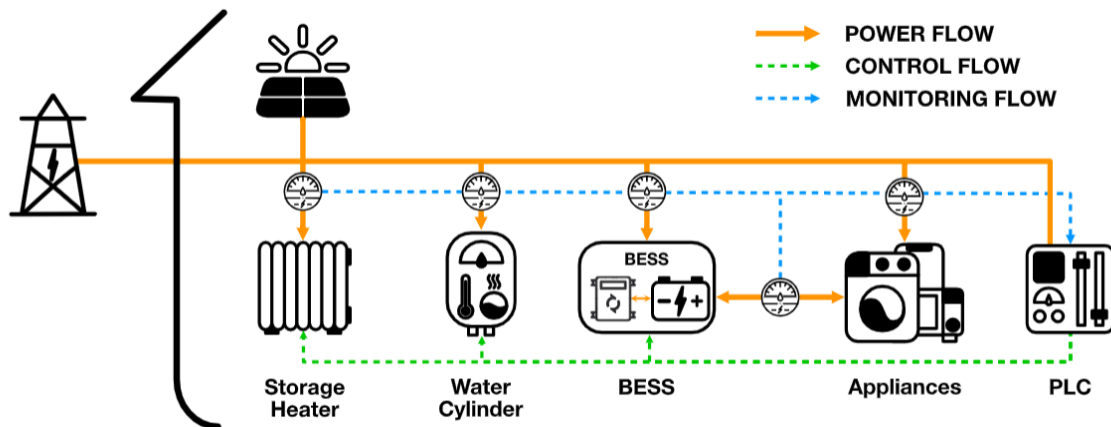 POWER FLOW
CONTROL FLOW
MONITORING FLOW
BESS
Storage
Heater
Water
Cylinder
BESS
Appliances
PLC